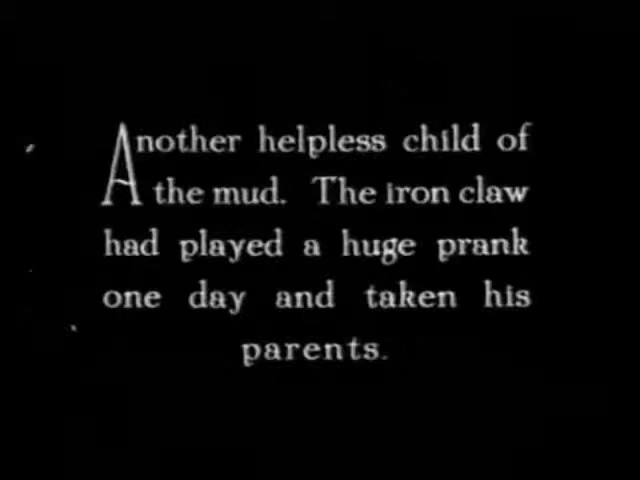 Another helpless child of
the mud. The iron claw
had played a huge prank
one day and taken his
parents.